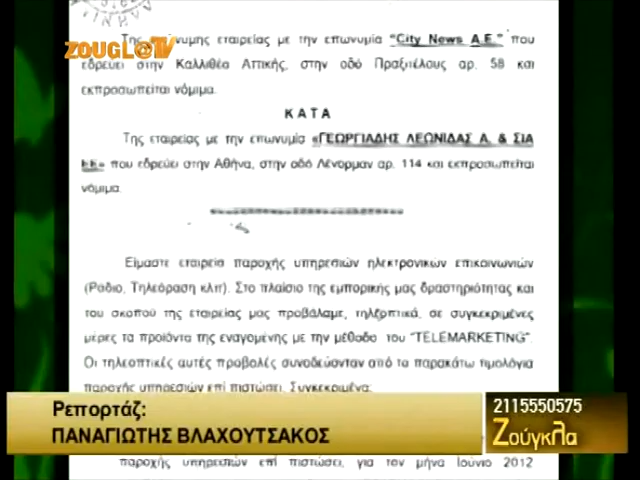 ZOUGL@TV
Της ανώνυμης εταιρείας με την επωνυμία "City News A.E." που
εδρεύει στην Καλλιθέα Αττικής, στην οδό Πραξιτέλους αρ. 58 και
εκπροσωπείται νόμιμα.
ΚΑΤΑ
Της εταιρείας με την επωνυμία «ΓΕΩΡΓΙΑΔΗΣ ΛΕΩΝΙΔΑΣ Α. & ΣΙΑ
ΕΕ» που εδρεύει στην Αθήνα, στην οδό Λένορμαν αρ. 114 και εκπροσωπείται
νόμιμα.
Είμαστε εταιρεία παροχής υπηρεσιών ηλεκτρονικών επικοινωνιών
(Ράδιο, Τηλεόραση κλπ). Στο πλαίσιο της εμπορικής μας δραστηριότητας και
του σκοπού της εταιρείας μας προβάλαμε, τηλεοπτικά, σε συγκεκριμένες
μέρες τα προϊόντα της εναγομένης με την μέθοδο του "TELEMARKETING".
Οι τηλεοπτικές αυτές προβολές συνοδεύονταν από τα παρακάτω τιμολόγια
παροχής υπηρεσιών επί πιστώσει. Συγκεκριμένα:
Ρεπορτάζ:
ΠΑΝΑΓΙΩΤΗΣ ΒΛΑΧΟΥΤΣΑΚΟΣ
2115550575
Ζούγκλα
παροχής υπηρεσιών επί πιστώσει, για τον μήνα Ιούνιο 2012